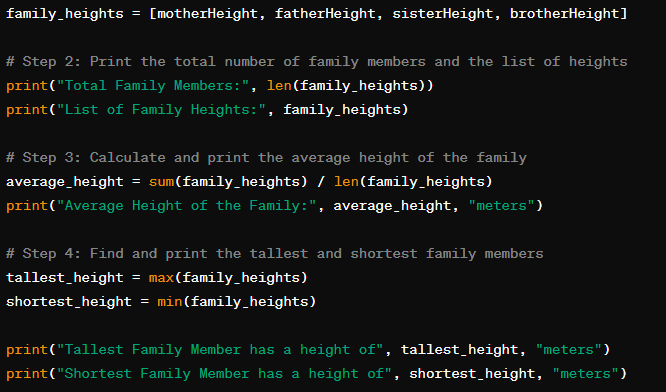 family_heights = [motherHeight, fatherHeight, sisterHeight, brotherHeight]
# Step 2: Print the total number of family members and the list of heights
print("Total Family Members:", len(family_heights))
print("List of Family Heights:", family_heights)
# Step 3: Calculate and print the average height of the family
average_height = sum(family_heights) / len(family_heights)
print("Average Height of the Family:", average_height, "meters")
# Step 4: Find and print the tallest and shortest family members
tallest_height = max(family_heights)
shortest_height = min(family_heights)
print("Tallest Family Member has a height of", tallest_height, "meters")
print("Shortest Family Member has a height of", shortest_height, "meters")